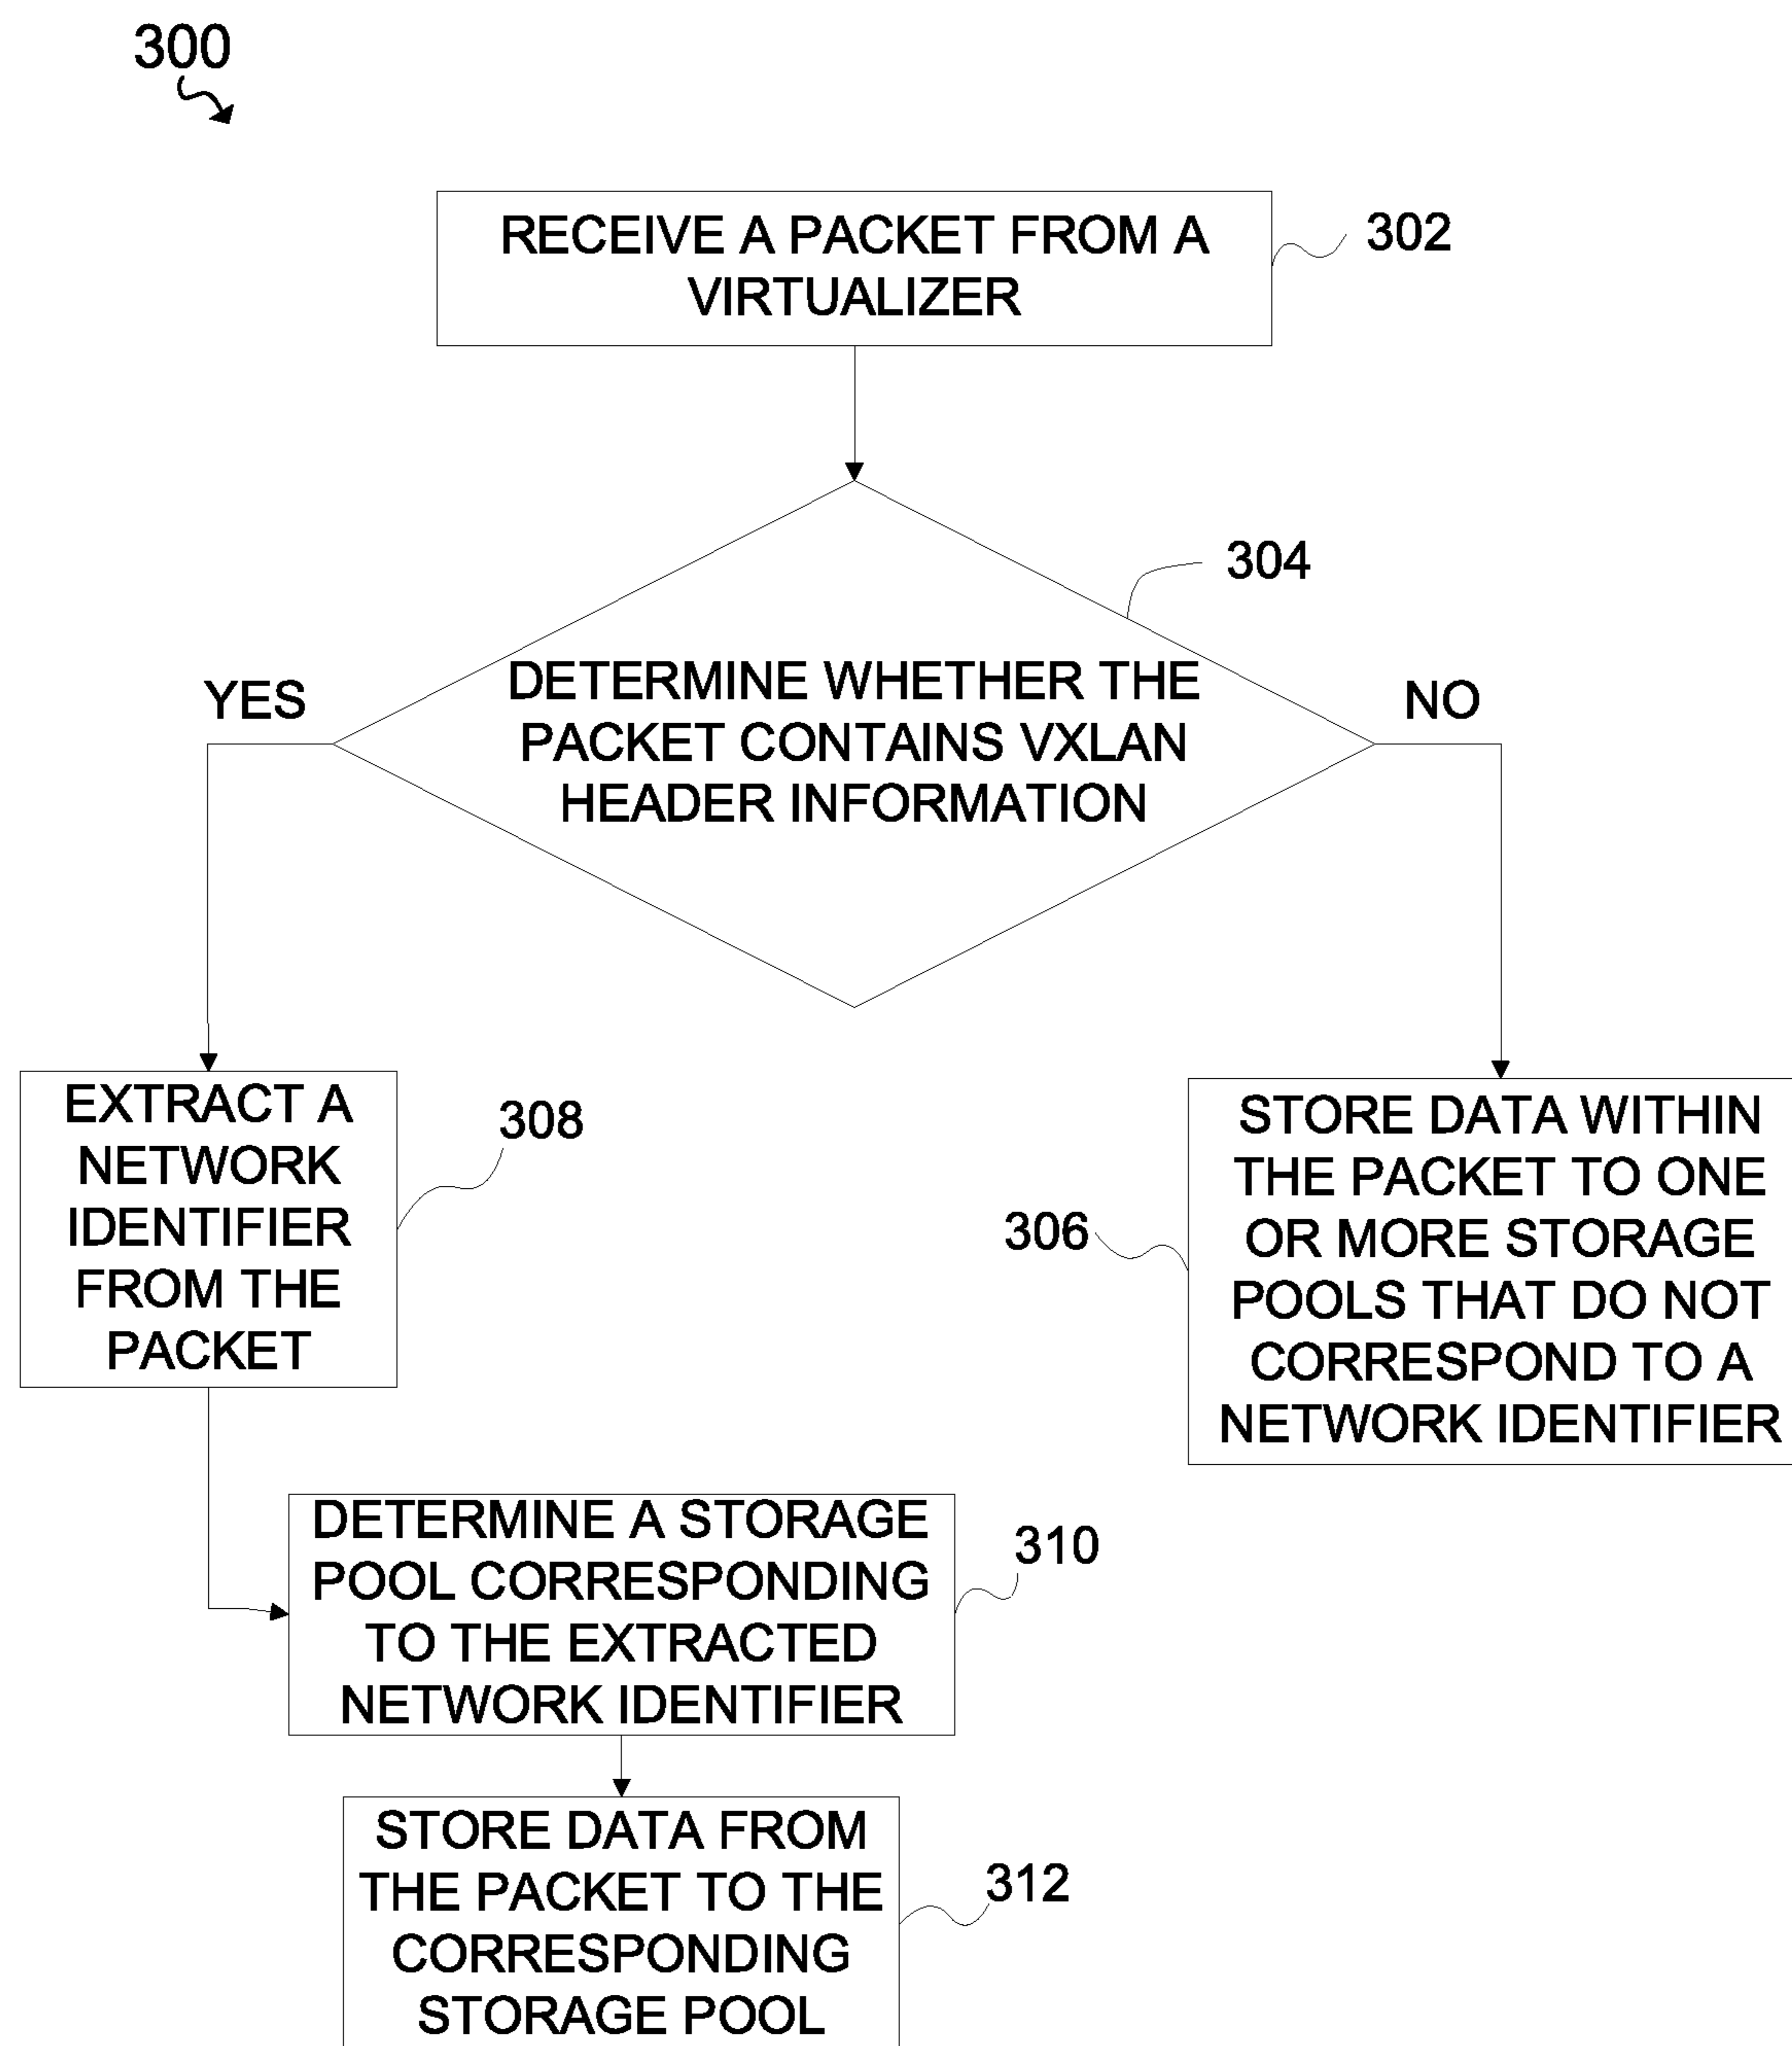 300
RECEIVE A PACKET FROM A
VIRTUALIZER
302
304
DETERMINE WHETHER THE
PACKET CONTAINS VXLAN
HEADER INFORMATION
YES
NO
EXTRACT A
NETWORK
IDENTIFIER
FROM THE
PACKET
308
306
STORE DATA WITHIN
THE PACKET TO ONE
OR MORE STORAGE
POOLS THAT DO NOT
CORRESPOND TO A
NETWORK IDENTIFIER
DETERMINE A STORAGE
POOL CORRESPONDING
TO THE EXTRACTED
NETWORK IDENTIFIER
310
STORE DATA FROM
THE PACKET TO THE
CORRESPONDING
STORAGE POOL
312